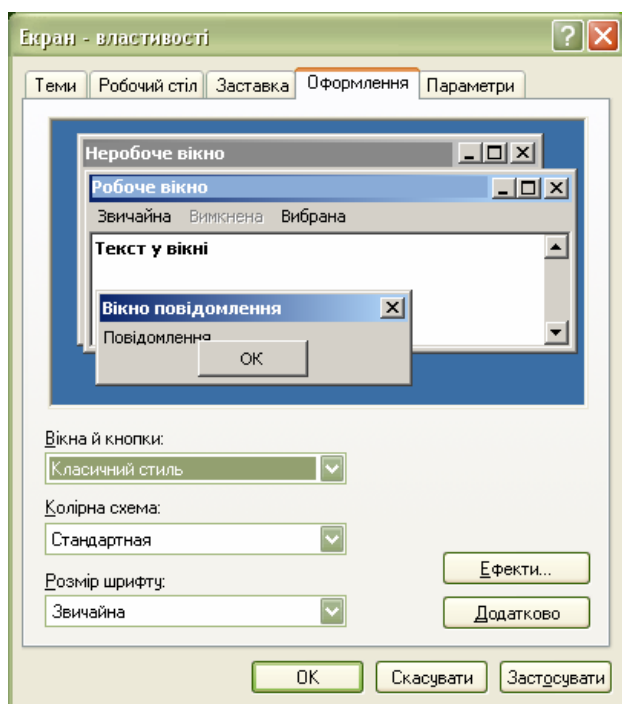 Екран - властивості
Теми Робочий стіл Заставка Оформлення Параметри
Неробоче вікно
Робоче вікно
Звичайна Вимкнена Вибрана
Текст у вікні
Вікно повідомлення
Повідомлення
OK
Вікна й кнопки:
Класичний стиль
Колірна схема:
Стандартная
Ефекти...
Розмір шрифту:
Звичайна
Додатково
OK Скасувати Застосувати